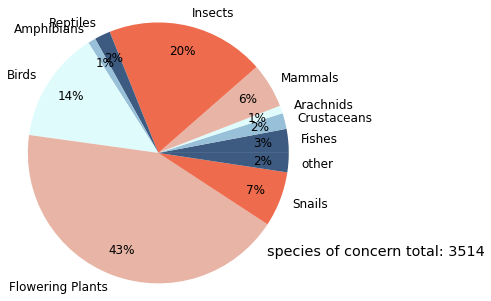 Insects
Reptiles
Amphibians
20%
2%
1%
Birds
Mammals
14%
6%
Arachnids
1%
Crustaceans
2%
Fishes
3%
other
2%
7%
Snails
43%
species of concern total: 3514
Flowering Plants